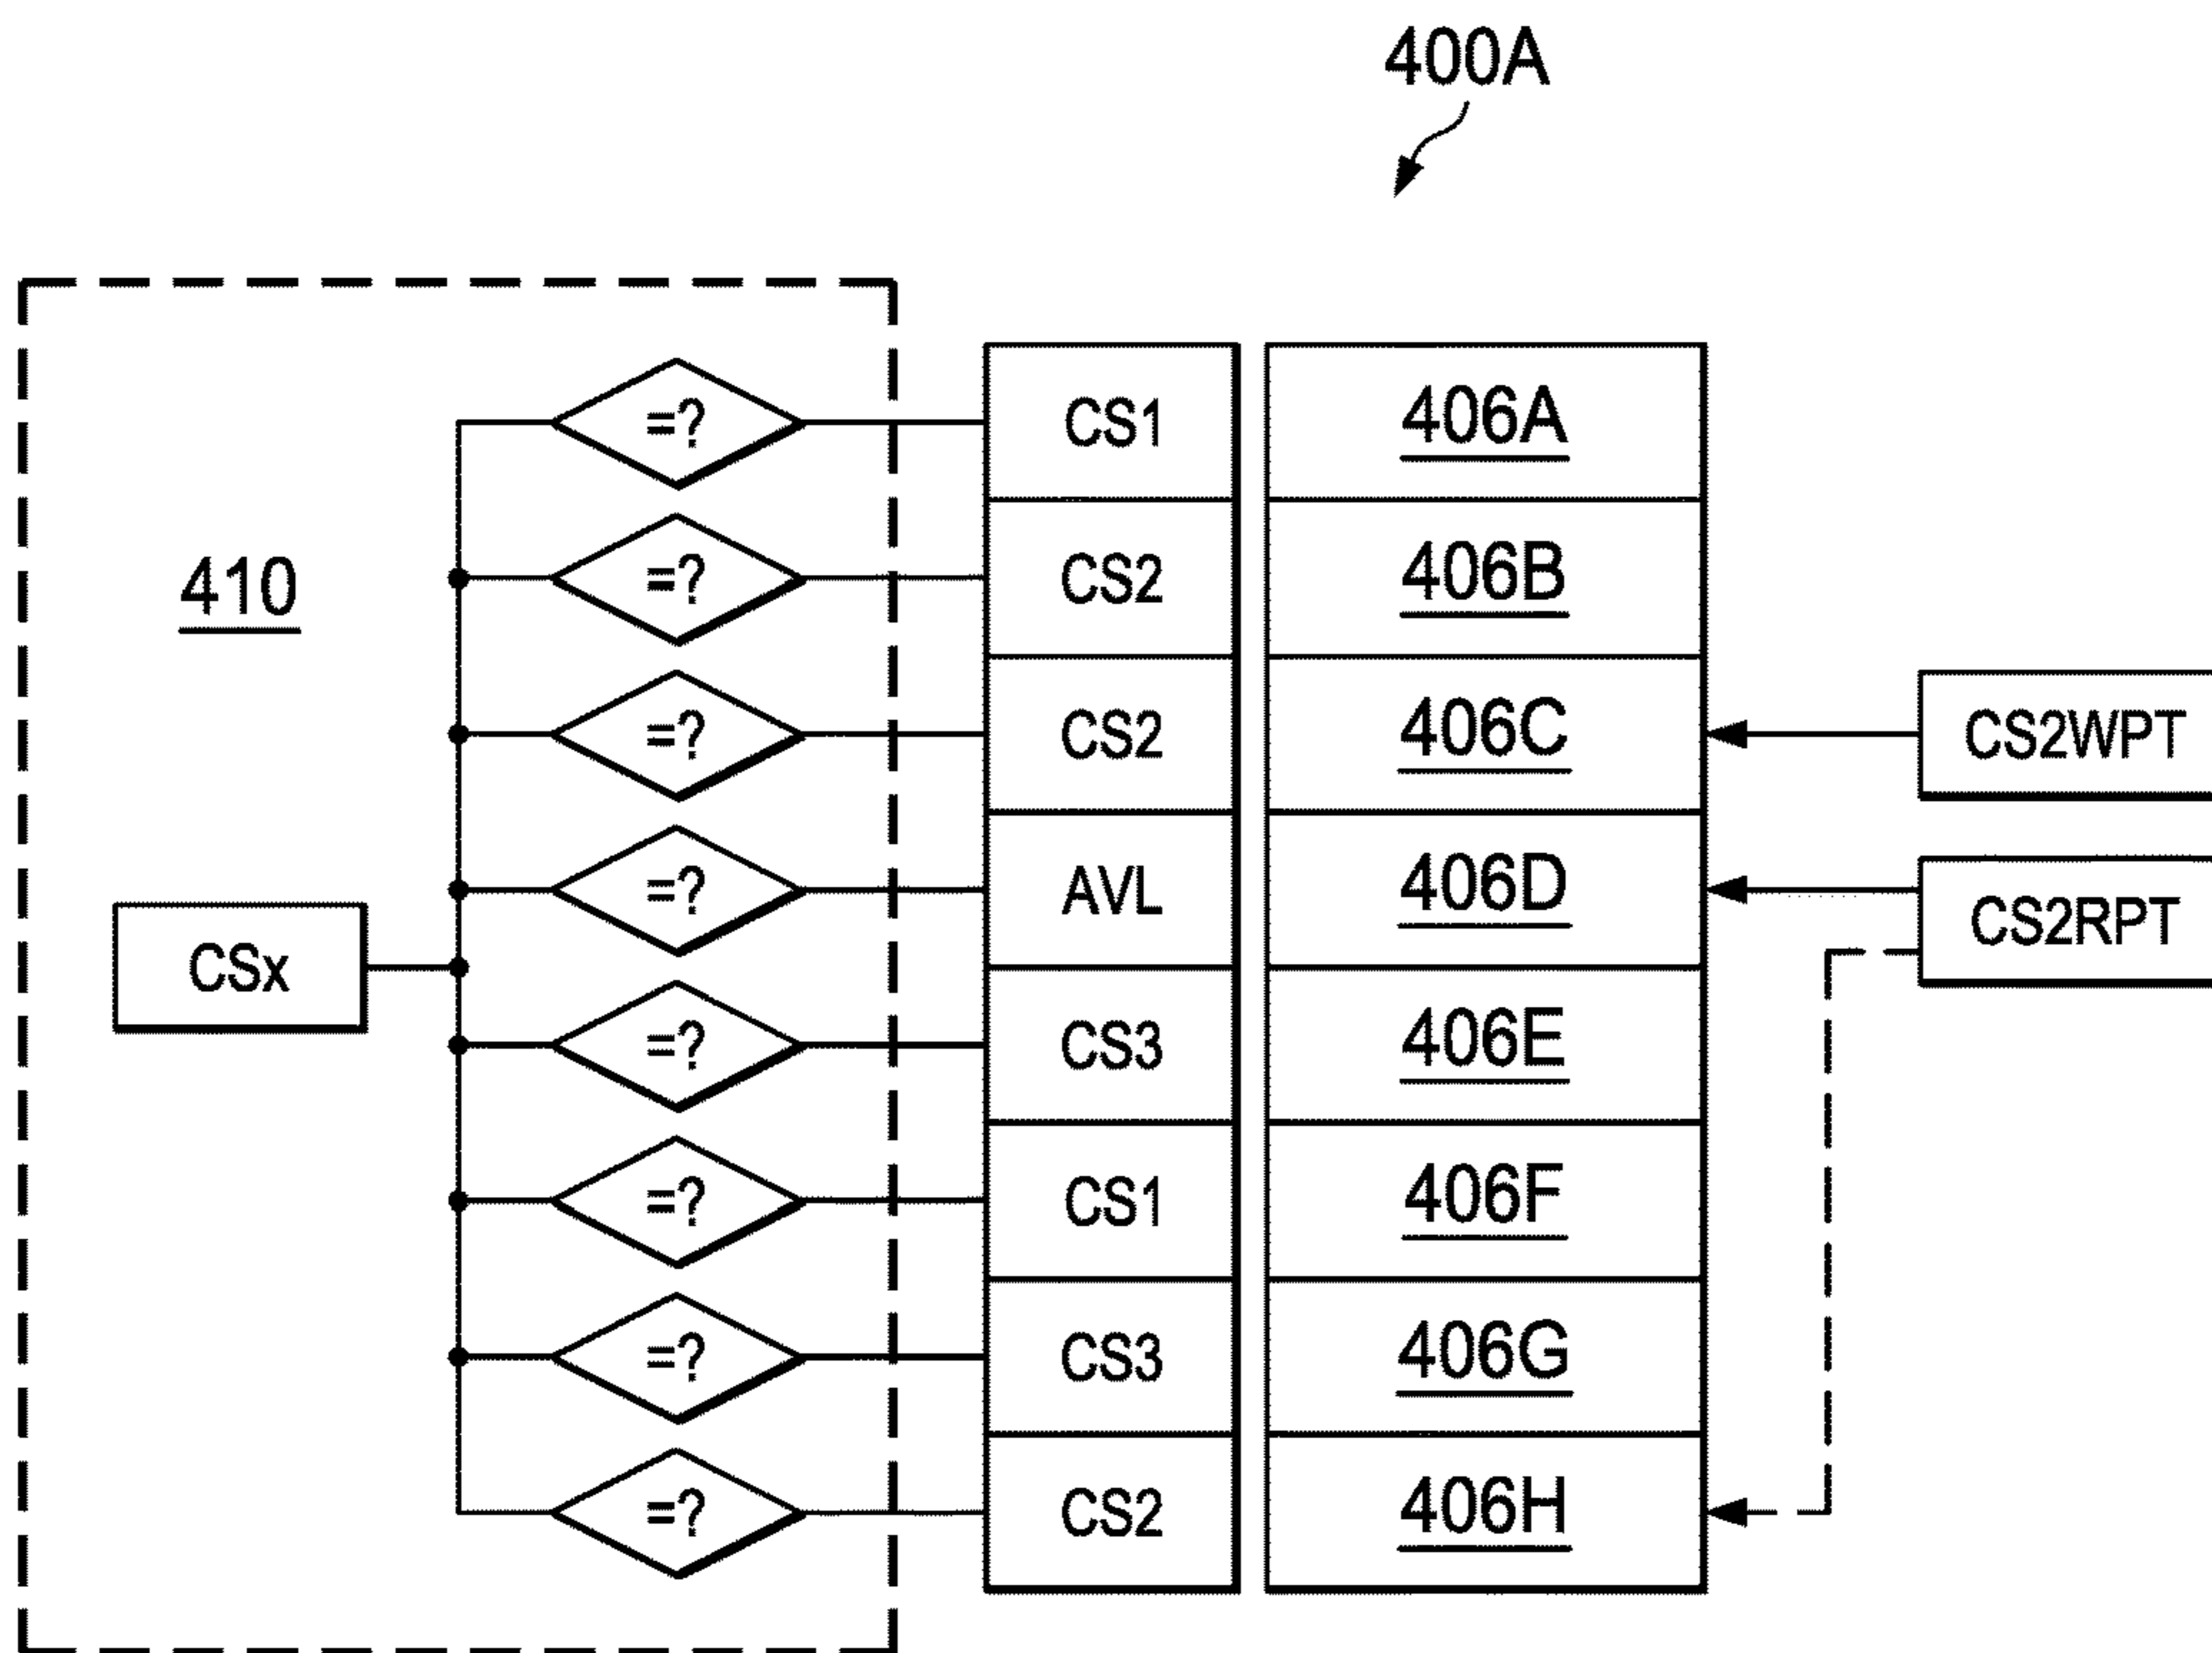 400A
410
CSx
=? CS1 406A
=? CS2 406B
=? CS2 406C CS2WPT
=? AVL 406D CS2RPT
=? CS3 406E
=? CS1 406F
=? CS3 406G
=? CS2 406H